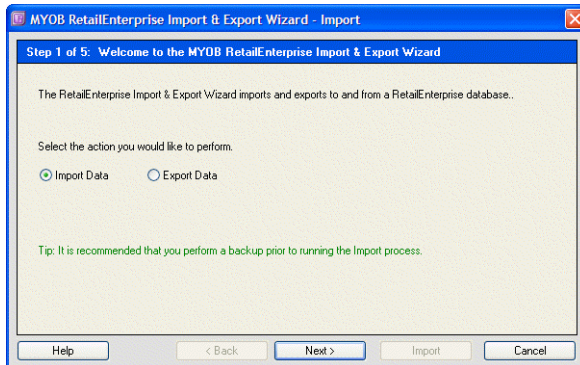 MYOB RetailEnterprise Import & Export Wizard - Import
Step 1 of 5: Welcome to the MYOB RetailEnterprise Import & Export Wizard
The RetailEnterprise Import & Export Wizard imports and exports to and from a RetailEnterprise database..
Select the action you would like to perform.
Import Data Export Data
Tip: It is recommended that you perform a backup prior to running the Import process.
Help < Back Next > Import Cancel